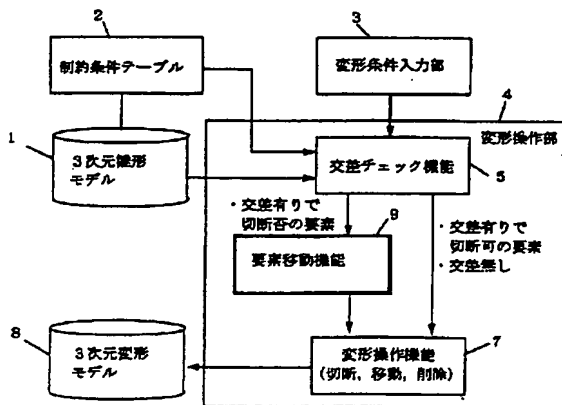 2
制約条件テーブル
3
変形条件入力部
4
変形操作部
1
3次元雛形
モデル
交差チェック機能
5
・交差有りで
切断否の要素
9
要素移動機能
・交差有りで
切断可の要素
・交差無し
8
3次元変形
モデル
変形操作機能
(切断，移動，削除)
7